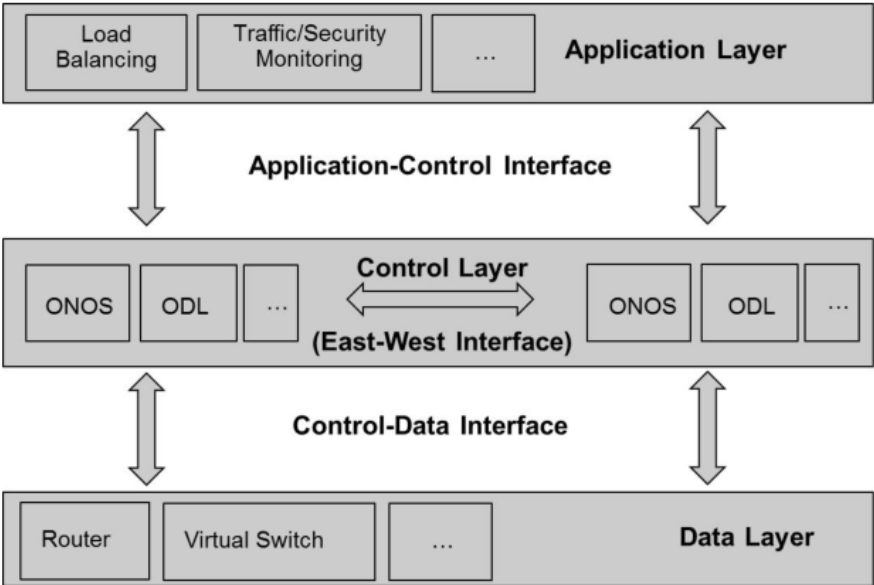 Load
Balancing
Traffic/Security
Monitoring
...
Application Layer
Application-Control Interface
ONOS
ODL
...
Control Layer
(East-West Interface)
ONOS
ODL
...
Control-Data Interface
Router
Virtual Switch
...
Data Layer